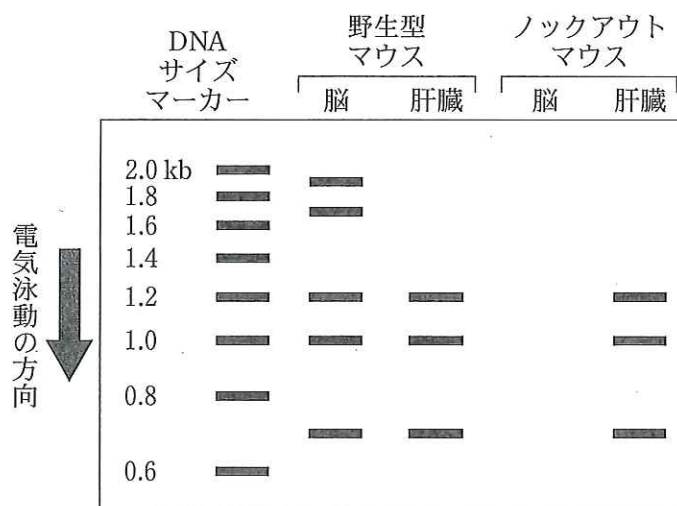 DNA
サイズ
マーカー
野生型
マウス
ノックアウト
マウス
脳
肝臓
脳
肝臓
2.0 kb
1.8
1.6
1.4
1.2
1.0
0.8
0.6
電気泳動の方向